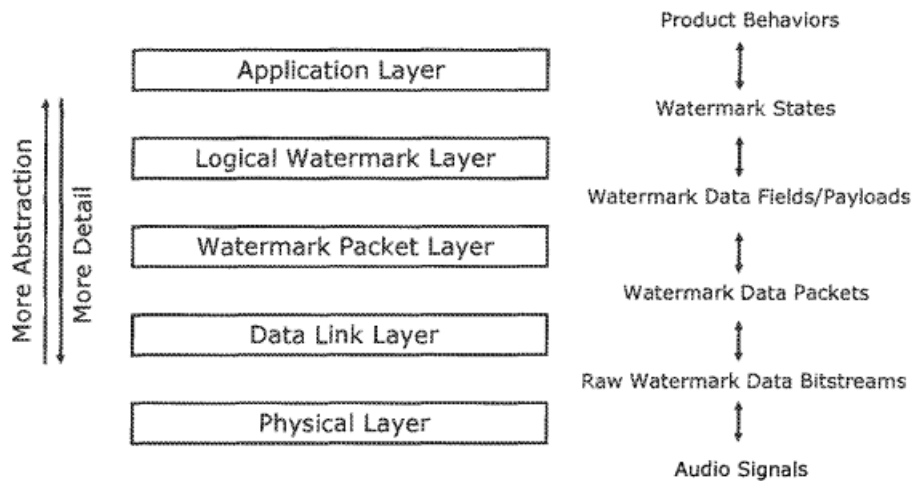 Product Behaviors
Application Layer
Watermark States
Logical Watermark Layer
Watermark Data Fields/Payloads
Watermark Packet Layer
Watermark Data Packets
Data Link Layer
Raw Watermark Data Bitstreams
Physical Layer
Audio Signals
More Abstraction
More Detail